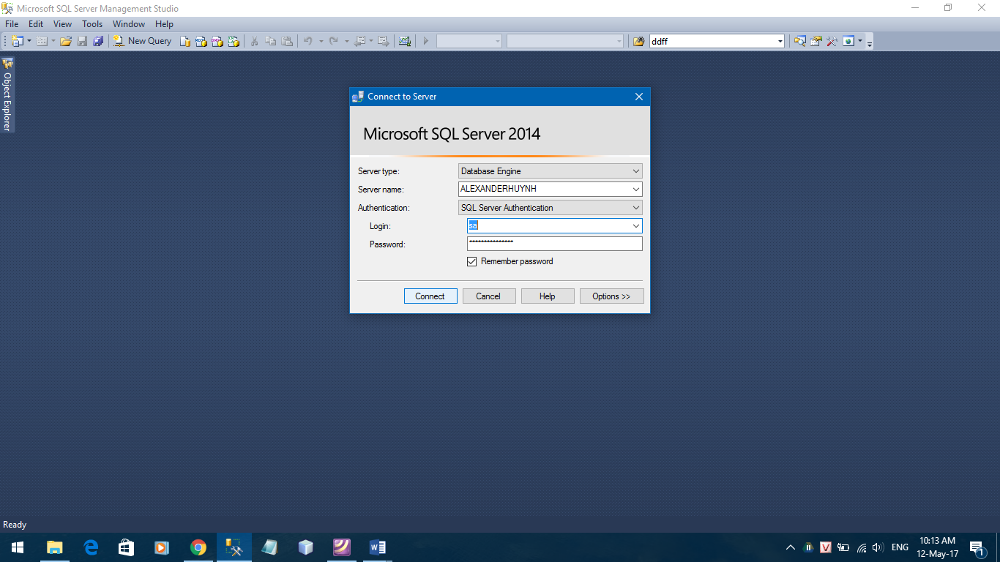 Microsoft SQL Server Management Studio
File Edit View Tools Window Help
New Query
ddff
Object Explorer
Connect to Server
Microsoft SQL Server 2014
Server type: Database Engine
Server name: ALEXANDERHUYNH
Authentication: SQL Server Authentication
Login: sa
Password: ***************
Remember password
Connect Cancel Help Options >>
Ready
ENG
10:13 AM
12-May-17
1